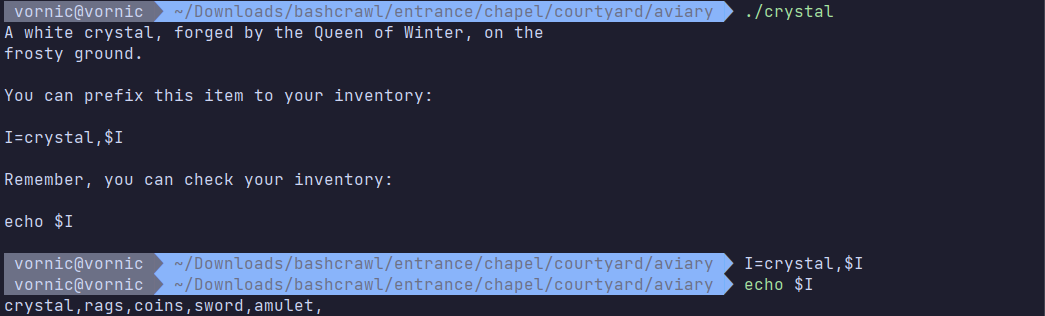 vornic@vornic ~/Downloads/bashcrawl/entrance/chapel/courtyard/aviary ./crystal
A white crystal, forged by the Queen of Winter, on the
frosty ground.
You can prefix this item to your inventory:
I=crystal,$I
Remember, you can check your inventory:
echo $I
vornic@vornic ~/Downloads/bashcrawl/entrance/chapel/courtyard/aviary I=crystal,$I
vornic@vornic ~/Downloads/bashcrawl/entrance/chapel/courtyard/aviary echo $I
crystal,rags,coins,sword,amulet,